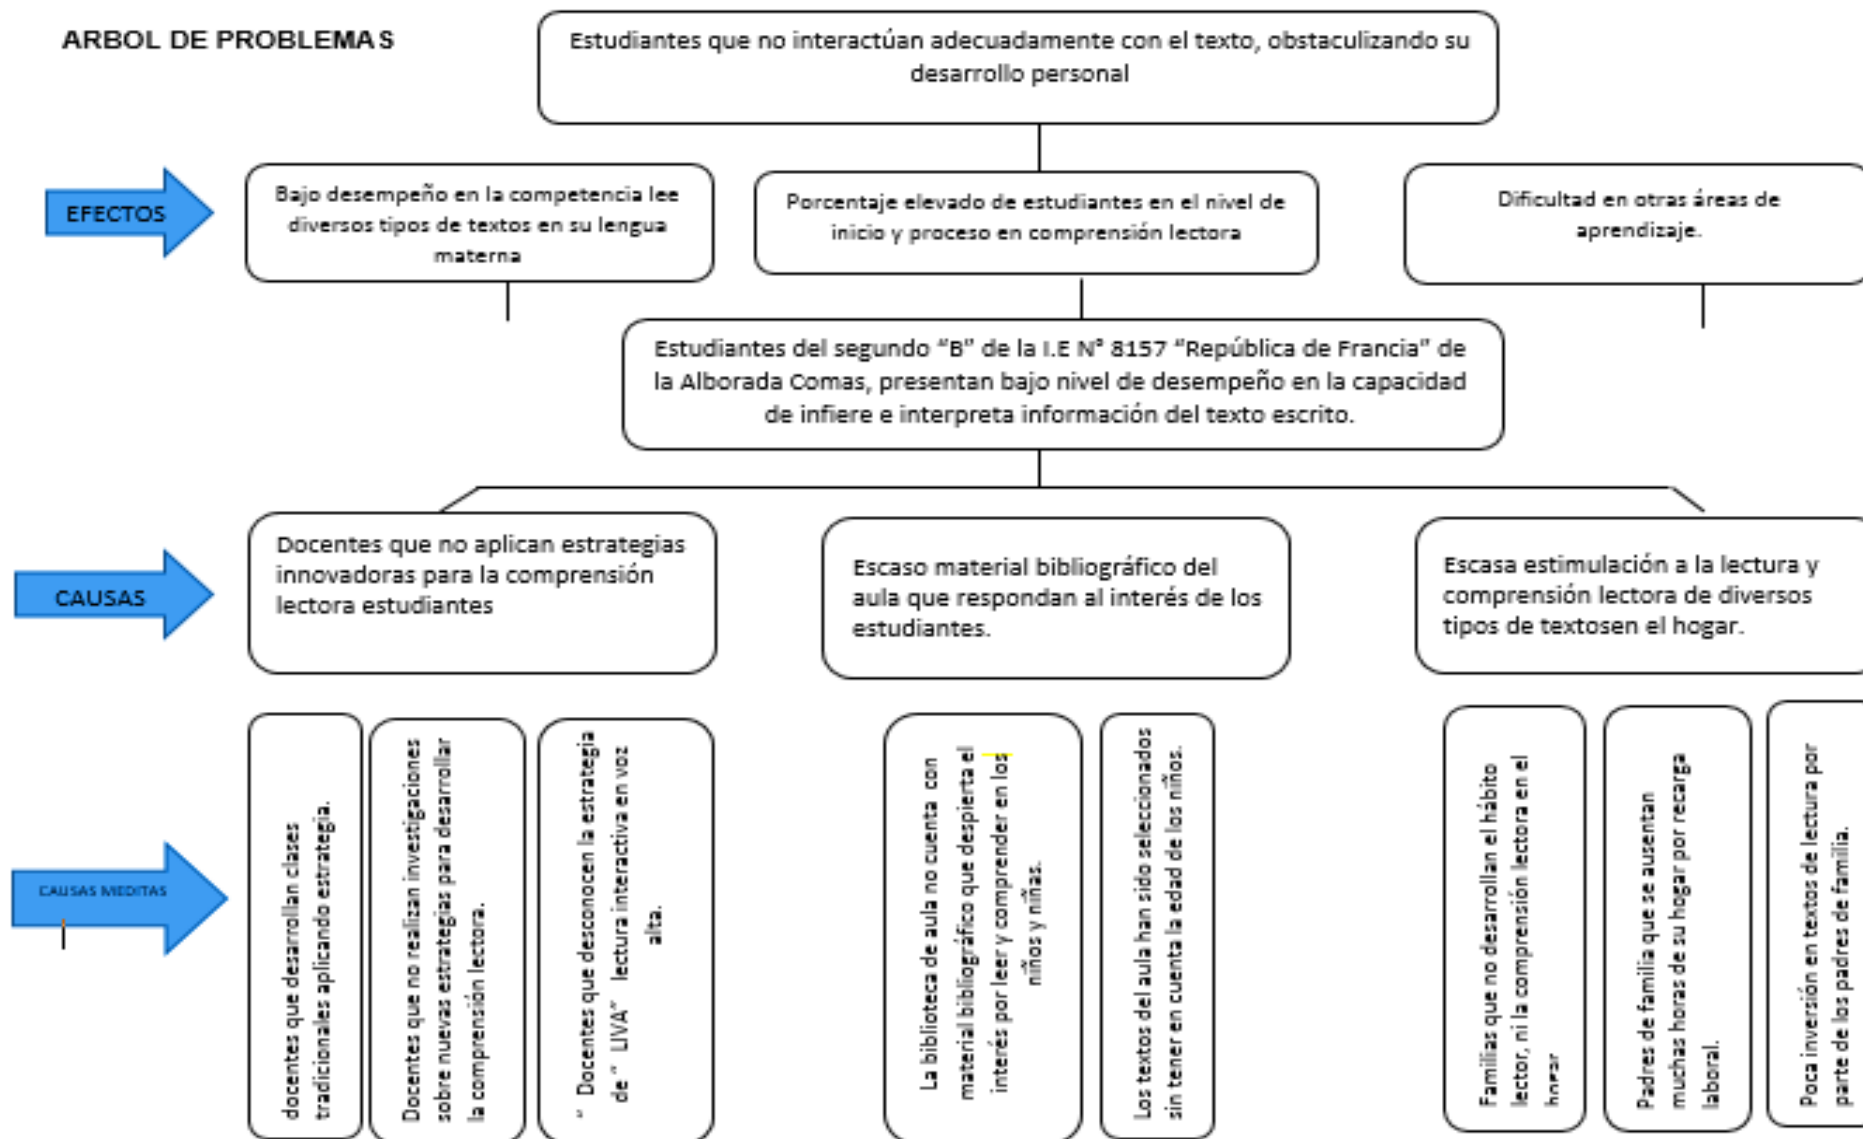 ARBOL DE PROBLEMAS
Estudiantes que no interactúan adecuadamente con el texto, obstaculizando su
desarrollo personal
EFECTOS
Bajo desempeño en la competencia lee
diversos tipos de textos en su lengua
materna
Porcentaje elevado de estudiantes en el nivel de
inicio y proceso en comprensión lectora
Dificultad en otras áreas de
aprendizaje.
Estudiantes del segundo “B” de la I.E N° 8157 “República de Francia” de
la Alborada Comas, presentan bajo nivel de desempeño en la capacidad
de infiere e interpreta información del texto escrito.
CAUSAS
Docentes que no aplican estrategias
innovadoras para la comprensión
lectora estudiantes
Escaso material bibliográfico del
aula que respondan al interés de los
estudiantes.
Escasa estimulación a la lectura y
comprensión lectora de diversos
tipos de textosen el hogar.
CAUSAS MEDITAS
docentes que desarrollan clases
tradicionales aplicando estrategia.
Docentes que no realizan investigaciones
sobre nuevas estrategias para desarrollar
la comprensión lectora.
“ Docentes que desconocen la estrategia
de “ LIVA” lectura interactiva en voz
alta.
La biblioteca de aula no cuenta con
material bibliográfico que despierta el
interés por leer y comprender en los
niños y niñas.
Los textos del aula han sido seleccionados
sin tener en cuenta la edad de los niños.
Familias que no desarrollan el hábito
lector, ni la comprensión lectora en el
hogar
Padres de familia que se ausentan
muchas horas de su hogar por recarga
laboral.
Poca inversión en textos de lectura por
parte de los padres de familia.